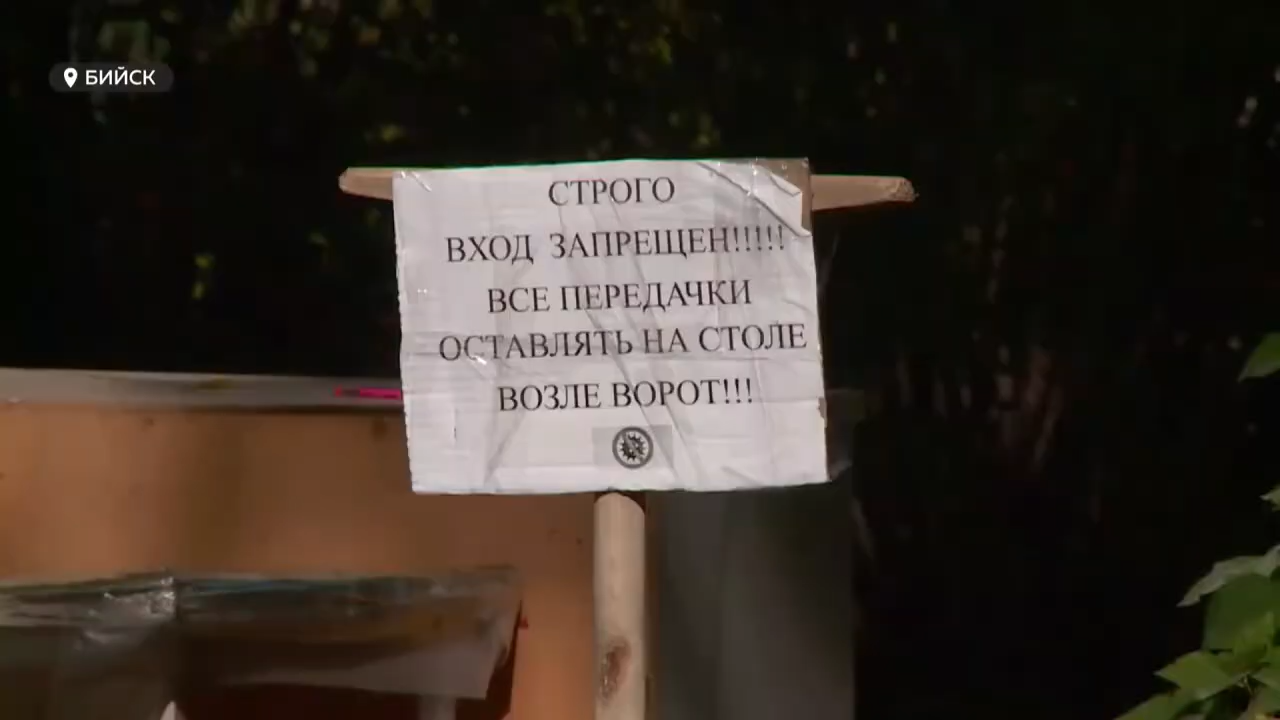 БИЙСК
СТРОГО
ВХОД ЗАПРЕЩЕН!!!!!
ВСЕ ПЕРЕДАЧКИ
ОСТАВЛЯТЬ НА СТОЛЕ
ВОЗЛЕ ВОРОТ!!!